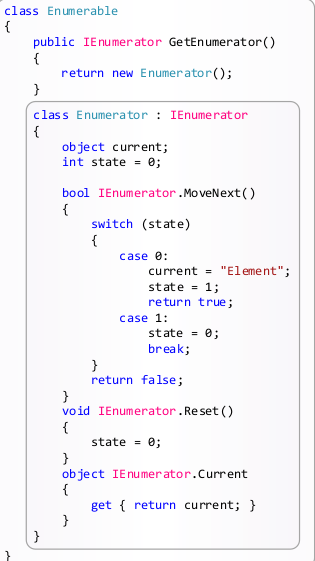 class Enumerable
{
    public IEnumerator GetEnumerator()
    {
        return new Enumerator();
    }
    class Enumerator : IEnumerator
    {
        object current;
        int state = 0;

        bool IEnumerator.MoveNext()
        {
            switch (state)
            {
                case 0:
                    current = "Element";
                    state = 1;
                    return true;
                case 1:
                    state = 0;
                    break;
            }
            return false;
        }
        void IEnumerator.Reset()
        {
            state = 0;
        }
        object IEnumerator.Current
        {
            get { return current; }
        }
    }
}